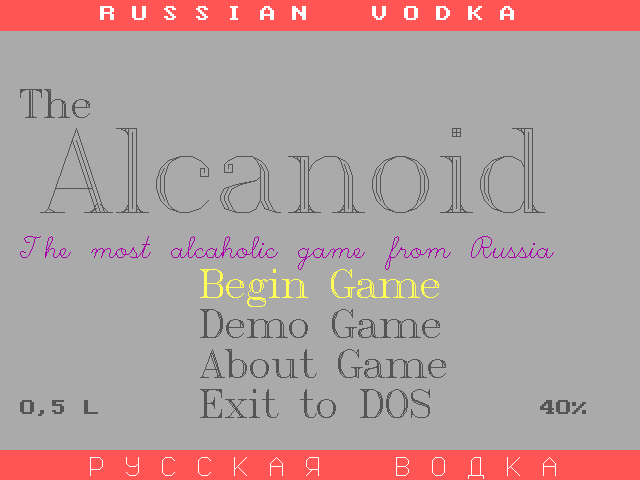 RUSSIAN VODKA
The
Alcanoid
The most alcaholic game from Russia
Begin Game
Demo Game
About Game
Exit to DOS
0,5 L
40%
РУССКАЯ ВОДКА